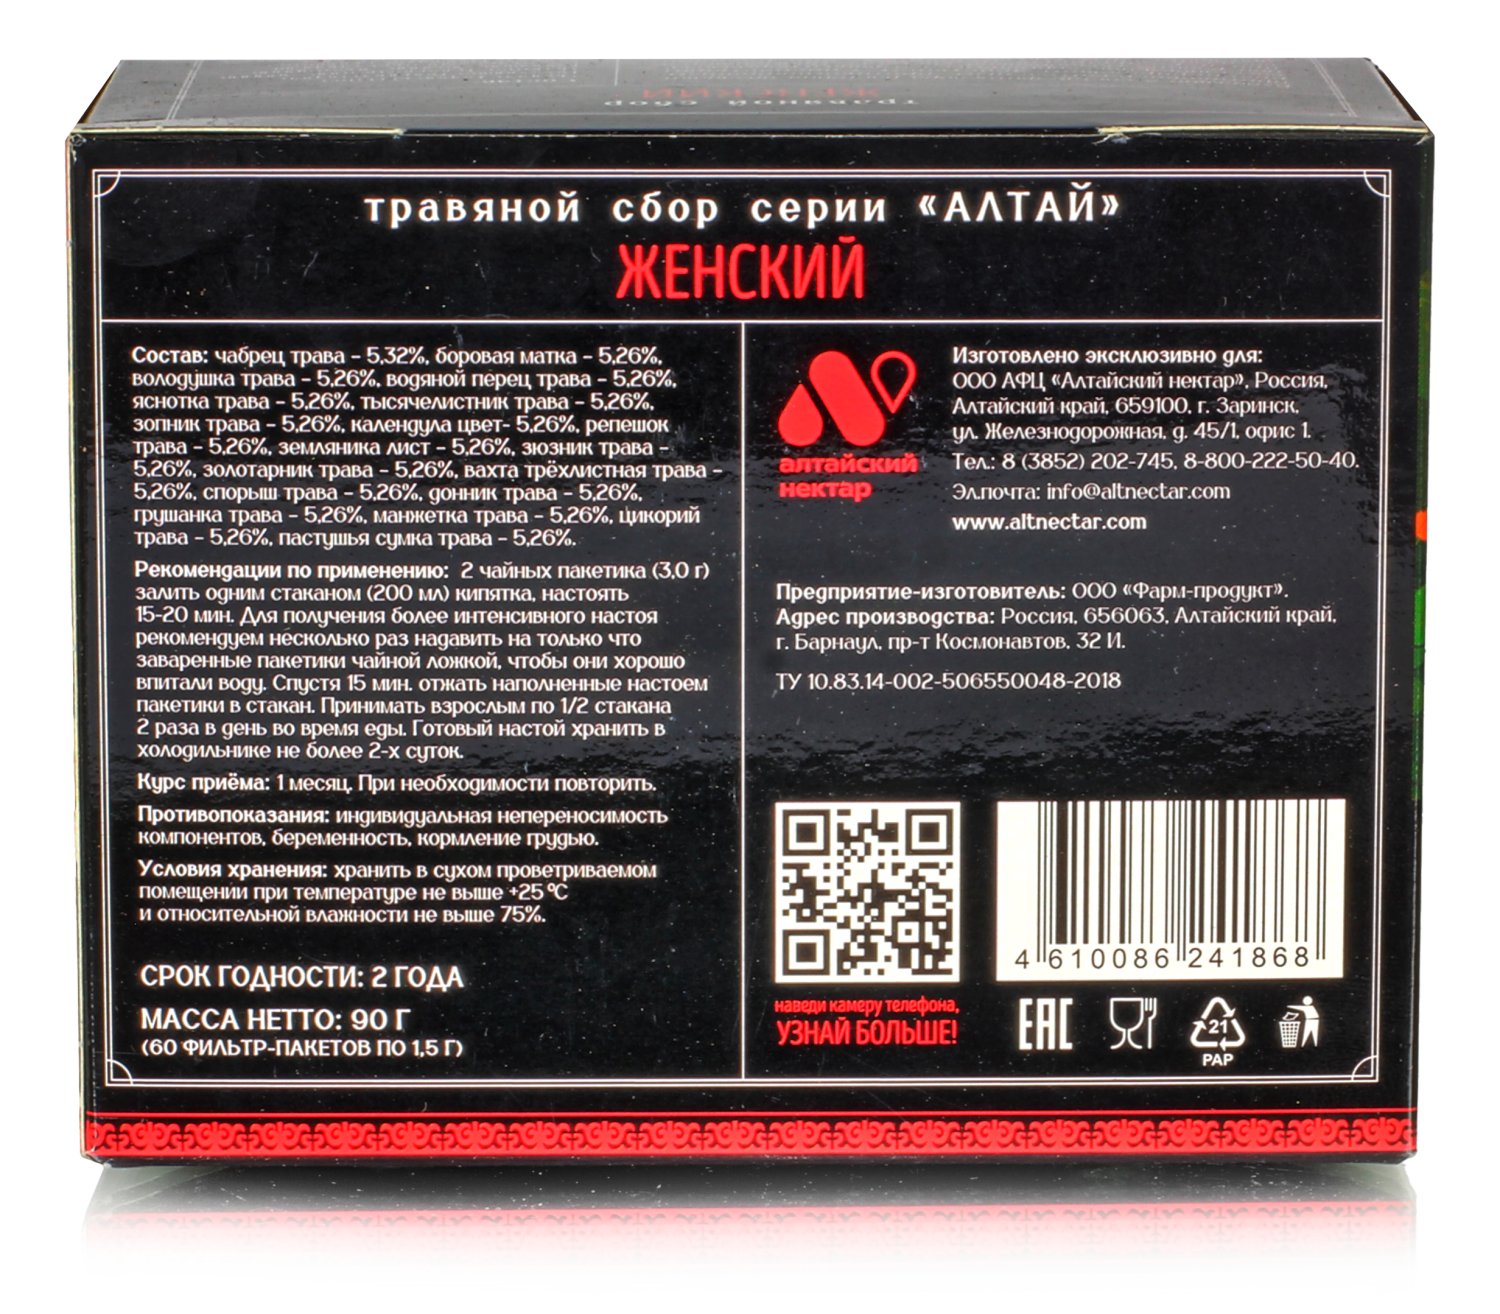 травяной сбор
ЖЕНСКИЙ
травяной сбор серии «АЛТАЙ»
ЖЕНСКИЙ
Состав: чабрец трава – 5,32%, боровая матка – 5,26%,
володушка трава – 5,26%, водяной перец трава – 5,26%,
яснотка трава – 5,26%, тысячелистник трава – 5,26%,
зопник трава – 5,26%, календула цвет- 5,26%, репешок
трава – 5,26%, земляника лист – 5,26%, зюзник трава –
5,26%, золотарник трава – 5,26%, вахта трёхлистная трава –
5,26%, спорыш трава – 5,26%, донник трава – 5,26%,
грушанка трава – 5,26%, манжетка трава – 5,26%, цикорий
трава – 5,26%, пастушья сумка трава – 5,26%.
Рекомендации по применению: 2 чайных пакетика (3,0 г)
залить одним стаканом (200 мл) кипятка, настоять
15-20 мин. Для получения более интенсивного настоя
рекомендуем несколько раз надавить на только что
заваренные пакетики чайной ложкой, чтобы они хорошо
впитали воду. Спустя 15 мин. отжать наполненные настоем
пакетики в стакан. Принимать взрослым по 1/2 стакана
2 раза в день во время еды. Готовый настой хранить в
холодильнике не более 2-х суток.
Курс приёма: 1 месяц. При необходимости повторить.
Противопоказания: индивидуальная непереносимость
компонентов, беременность, кормление грудью.
Условия хранения: хранить в сухом проветриваемом
помещении при температуре не выше +25 °С
и относительной влажности не выше 75%.
СРОК ГОДНОСТИ: 2 ГОДА
МАССА НЕТТО: 90 Г
(60 ФИЛЬТР-ПАКЕТОВ ПО 1,5 Г)
алтайский
нектар
Изготовлено эксклюзивно для:
ООО АФЦ «Алтайский нектар», Россия,
Алтайский край, 659100, г. Заринск,
ул. Железнодорожная, д. 45/1, офис 1.
Тел.: 8 (3852) 202-745, 8-800-222-50-40.
Эл.почта: info@altnectar.com
www.altnectar.com
Предприятие-изготовитель: ООО «Фарм-продукт».
Адрес производства: Россия, 656063, Алтайский край,
г. Барнаул, пр-т Космонавтов, 32 И.
ТУ 10.83.14-002-506550048-2018
наведи камеру телефона,
УЗНАЙ БОЛЬШЕ!
4 610086 241868
EAC
21
PAP